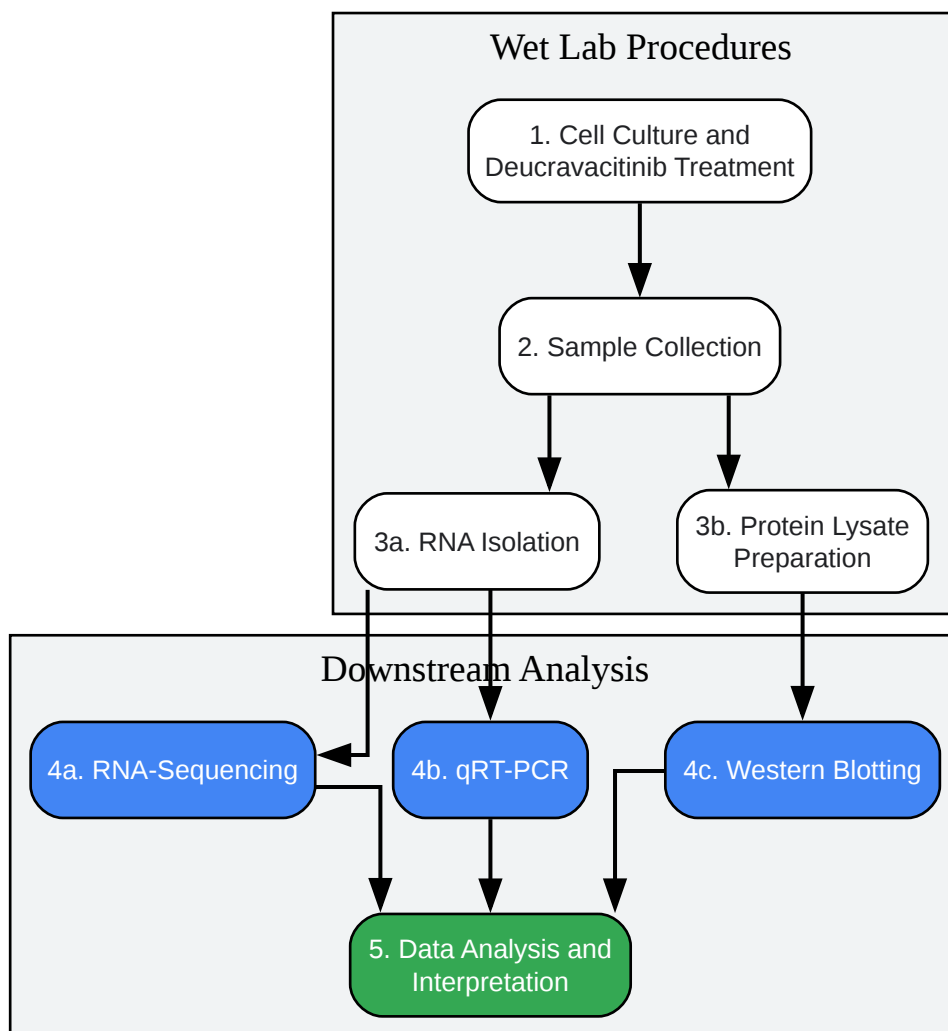 Wet Lab Procedures
1. Cell Culture and
Deucravacitinib Treatment
2. Sample Collection
3a. RNA Isolation
3b. Protein Lysate
Preparation
Downstream Analysis
4a. RNA-Sequencing
4b. qRT-PCR
4c. Western Blotting
5. Data Analysis and
Interpretation